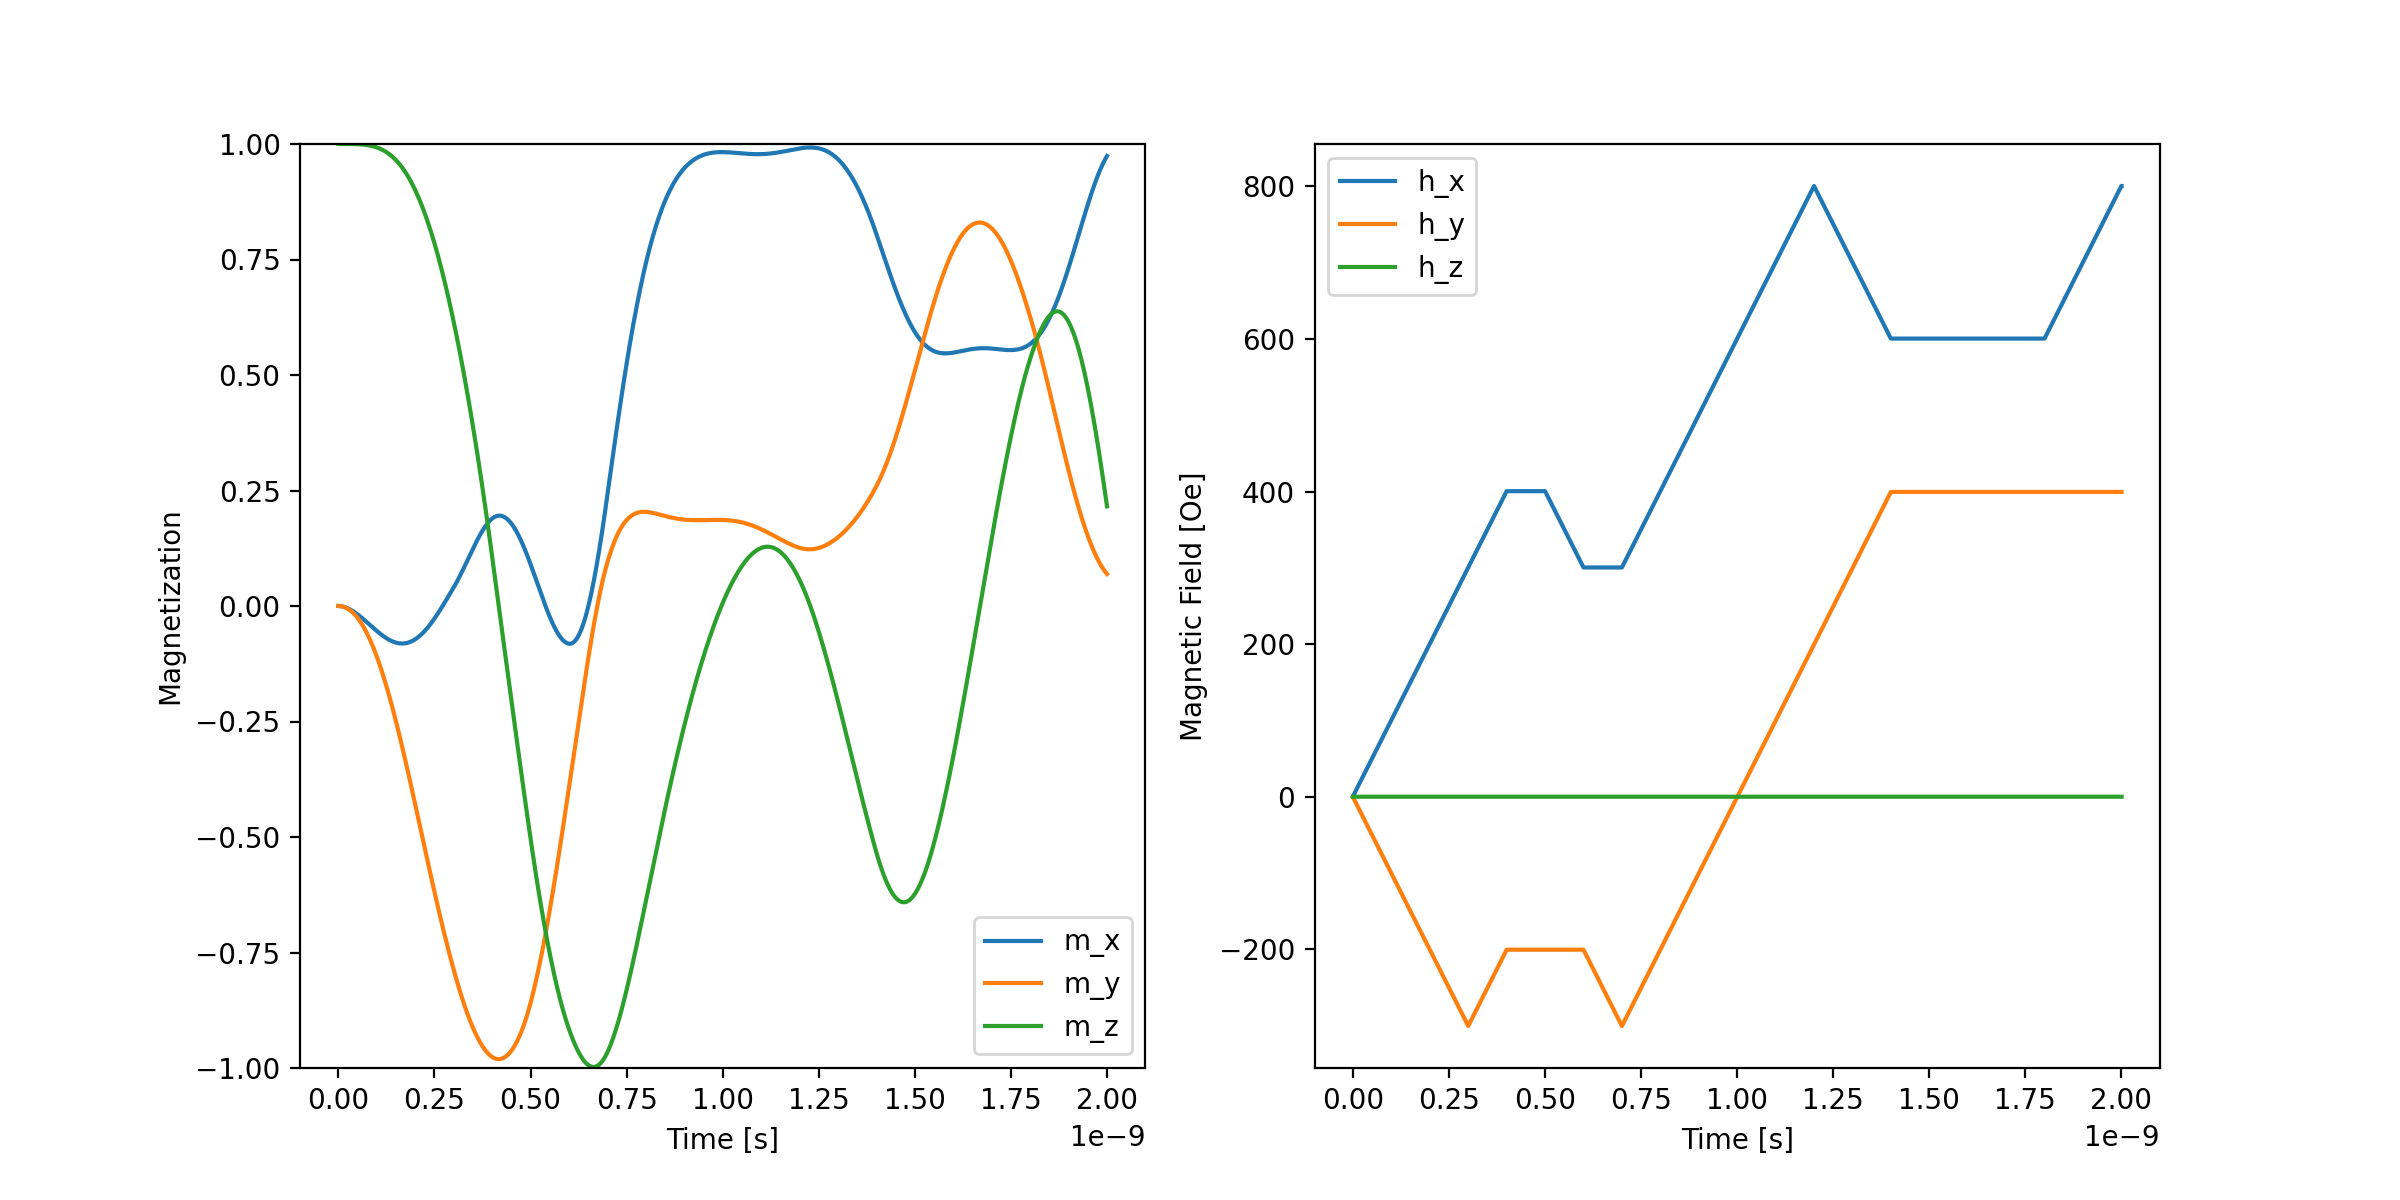 1.00
0.75
0.50
0.25
0.00
−0.25
−0.50
−0.75
−1.00
Magnetization
0.00 0.25 0.50 0.75 1.00 1.25 1.50 1.75 2.00
1e−9
Time [s]
m_x
m_y
m_z
800
600
400
200
0
−200
Magnetic Field [Oe]
h_x
h_y
h_z
0.00 0.25 0.50 0.75 1.00 1.25 1.50 1.75 2.00
1e−9
Time [s]